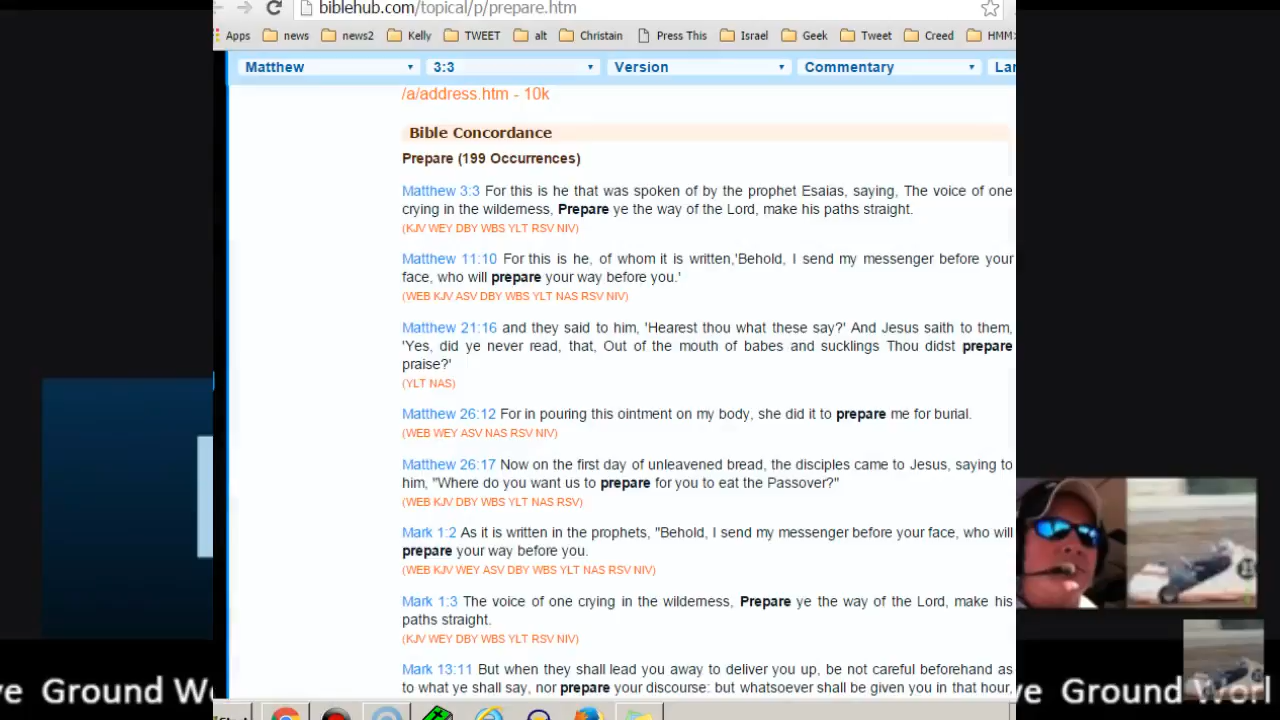 biblehub.com/topical/p/prepare.htm
Apps news news2 Kelly TWEET alt Christain Press This Israel Geek Tweet Creed HMM
Matthew 3:3 Version Commentary Lar
/a/address.htm - 10k
Bible Concordance
Prepare (199 Occurrences)
Matthew 3:3 For this is he that was spoken of by the prophet Esaias, saying, The voice of one
crying in the wilderness, Prepare ye the way of the Lord, make his paths straight.
(KJV WEY DBY WBS YLT RSV NIV)
Matthew 11:10 For this is he, of whom it is written,'Behold, I send my messenger before your
face, who will prepare your way before you.'
(WEB KJV ASV DBY WBS YLT NAS RSV NIV)
Matthew 21:16 and they said to him, 'Hearest thou what these say?' And Jesus saith to them,
'Yes, did ye never read, that, Out of the mouth of babes and sucklings Thou didst prepare
praise?'
(YLT NAS)
Matthew 26:12 For in pouring this ointment on my body, she did it to prepare me for burial.
(WEB WEY ASV NAS RSV NIV)
Matthew 26:17 Now on the first day of unleavened bread, the disciples came to Jesus, saying to
him, "Where do you want us to prepare for you to eat the Passover?"
(WEB KJV DBY WBS YLT NAS RSV)
Mark 1:2 As it is written in the prophets, "Behold, I send my messenger before your face, who will
prepare your way before you.
(WEB KJV WEY ASV DBY WBS YLT NAS RSV NIV)
Mark 1:3 The voice of one crying in the wilderness, Prepare ye the way of the Lord, make his
paths straight.
(KJV WEY DBY WBS YLT RSV NIV)
Mark 13:11 But when they shall lead you away to deliver you up, be not careful beforehand as
to what ye shall say, nor prepare your discourse: but whatsoever shall be given you in that hour,
ve Ground Wo
ve Ground Worl